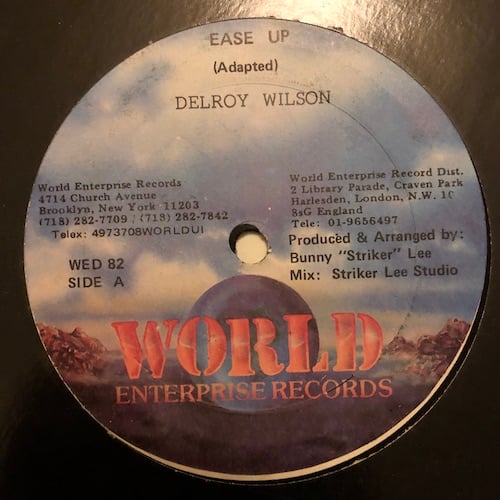 EASE UP
(Adapted)
DELROY WILSON
World Enterprise Records
4714 Church Avenue
Brooklyn, New York 11203
(718) 282-7709 / (718) 282-7842
Telex: 4973708WORLDUI
World Enterprise Record Dist.
2 Library Parade, Craven Park
Harlesden, London, N.W. 10
8sG England
Tele: 01-9656497
Produced & Arranged by:
Bunny "Striker" Lee
Mix: Striker Lee Studio
WED 82
SIDE A
WORLD
ENTERPRISE RECORDS